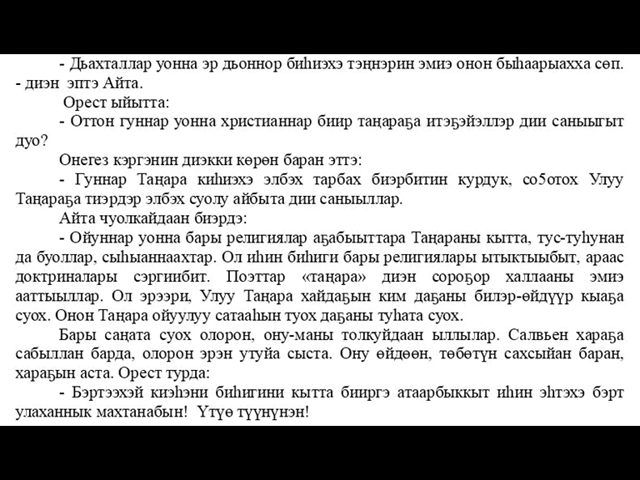 - Дьахталлар уонна эр дьоннор биһиэхэ тэҥнэрин эмиэ онон быһаарыахха сөп.
- диэн эптэ Айта.
Орест ыйытта:
- Оттон гуннар уонна христианнар биир таҥараҕа итэҕэйэллэр дии саныыгыт
дуо?
Онегез кэргэнин диэкки көрөн баран эттэ:
- Гуннар Таҥара киһиэхэ элбэх тарбах биэрбитин курдук, со5отох Улуу
Таҥараҕа тиэрдэр элбэх суолу айбыта дии саныыллар.
Айта чуолкайдаан биэрдэ:
- Ойуннар уонна бары религиялар аҕабыыттара Таҥараны кытта, тус-туһунан
да буоллар, сыһыаннаахтар. Ол иһин биһиги бары религиялары ытыктыыбыт, араас
доктриналары сэргиибит. Поэттар «таҥара» диэн сороҕор халлааны эмиэ
ааттыыллар. Ол эрээри, Улуу Таҥара хайдаҕын ким даҕаны билэр-өйдүүр кыаҕа
суох. Онон Таҥара ойуулуу сатааһын туох даҕаны туһата суох.
Бары саҥата суох олорон, ону-маны толкуйдаан ыллылар. Салвьен хараҕа
сабыллан барда, олорон эрэн утуйа сыста. Ону өйдөөн, төбөтүн сахсыйан баран,
хараҕын аста. Орест турда:
- Бэртээхэй киэһэни биһигини кытта бииргэ атаарбыккыт иһин эһтэхэ бэрт
улаханнык махтанабын! Үтүө түүнүнэн!